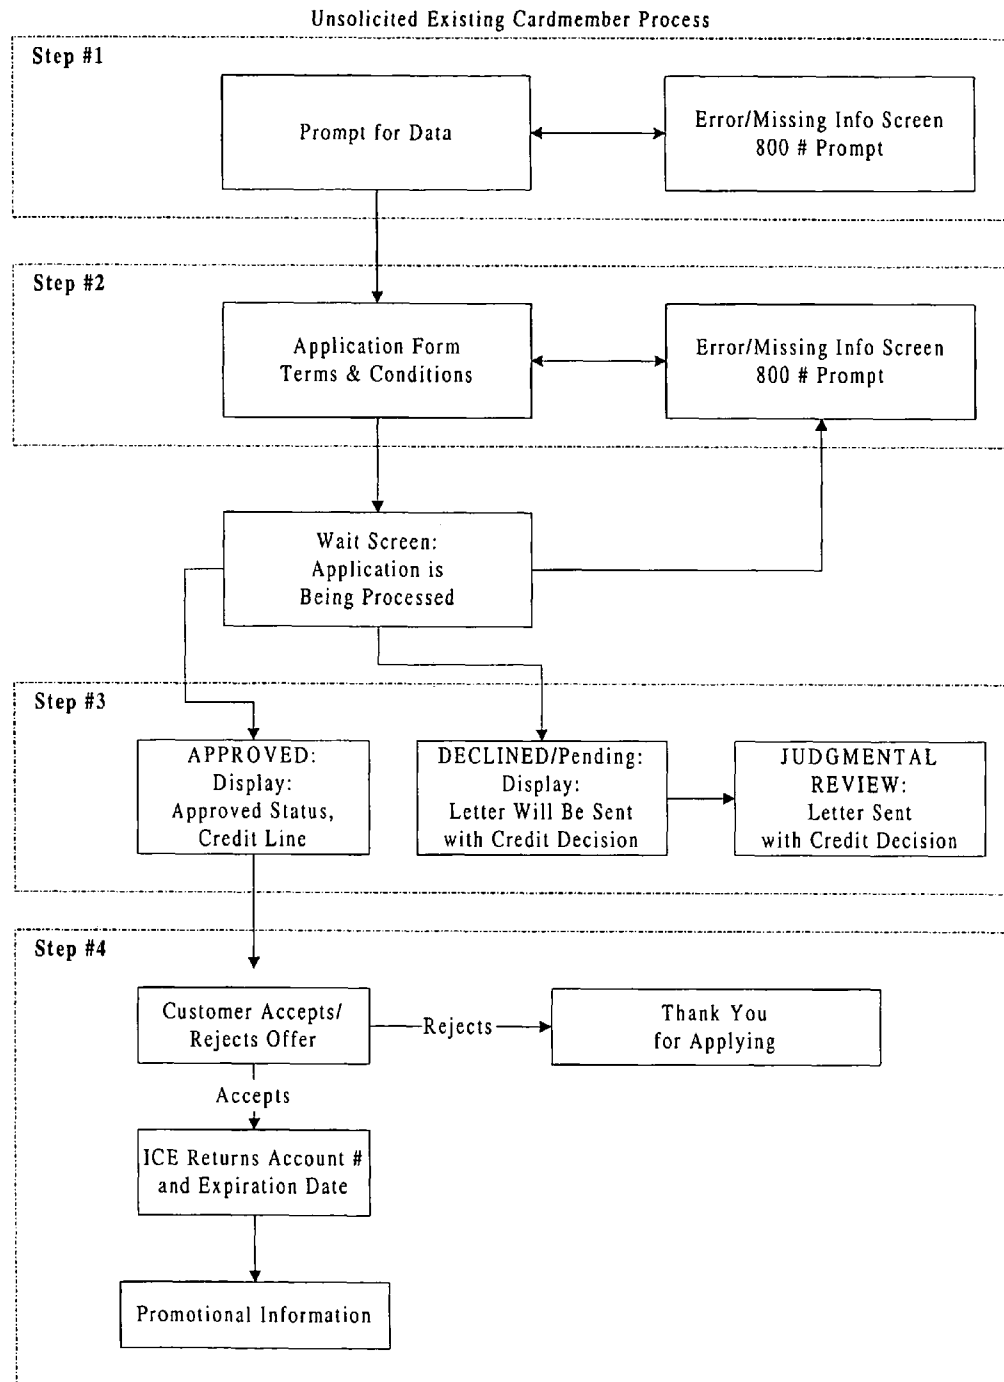 Unsolicited Existing Cardmember Process
Step #1
Prompt for Data
Error/Missing Info Screen
800 # Prompt
Step #2
Application Form
Terms & Conditions
Error/Missing Info Screen
800 # Prompt
Wait Screen:
Application is
Being Processed
Step #3
APPROVED:
Display:
Approved Status,
Credit Line
DECLINED/Pending:
Display:
Letter Will Be Sent
with Credit Decision
JUDGMENTAL
REVIEW:
Letter Sent
with Credit Decision
Step #4
Customer Accepts/
Rejects Offer
Rejects
Thank You
for Applying
Accepts
ICE Returns Account #
and Expiration Date
Promotional Information